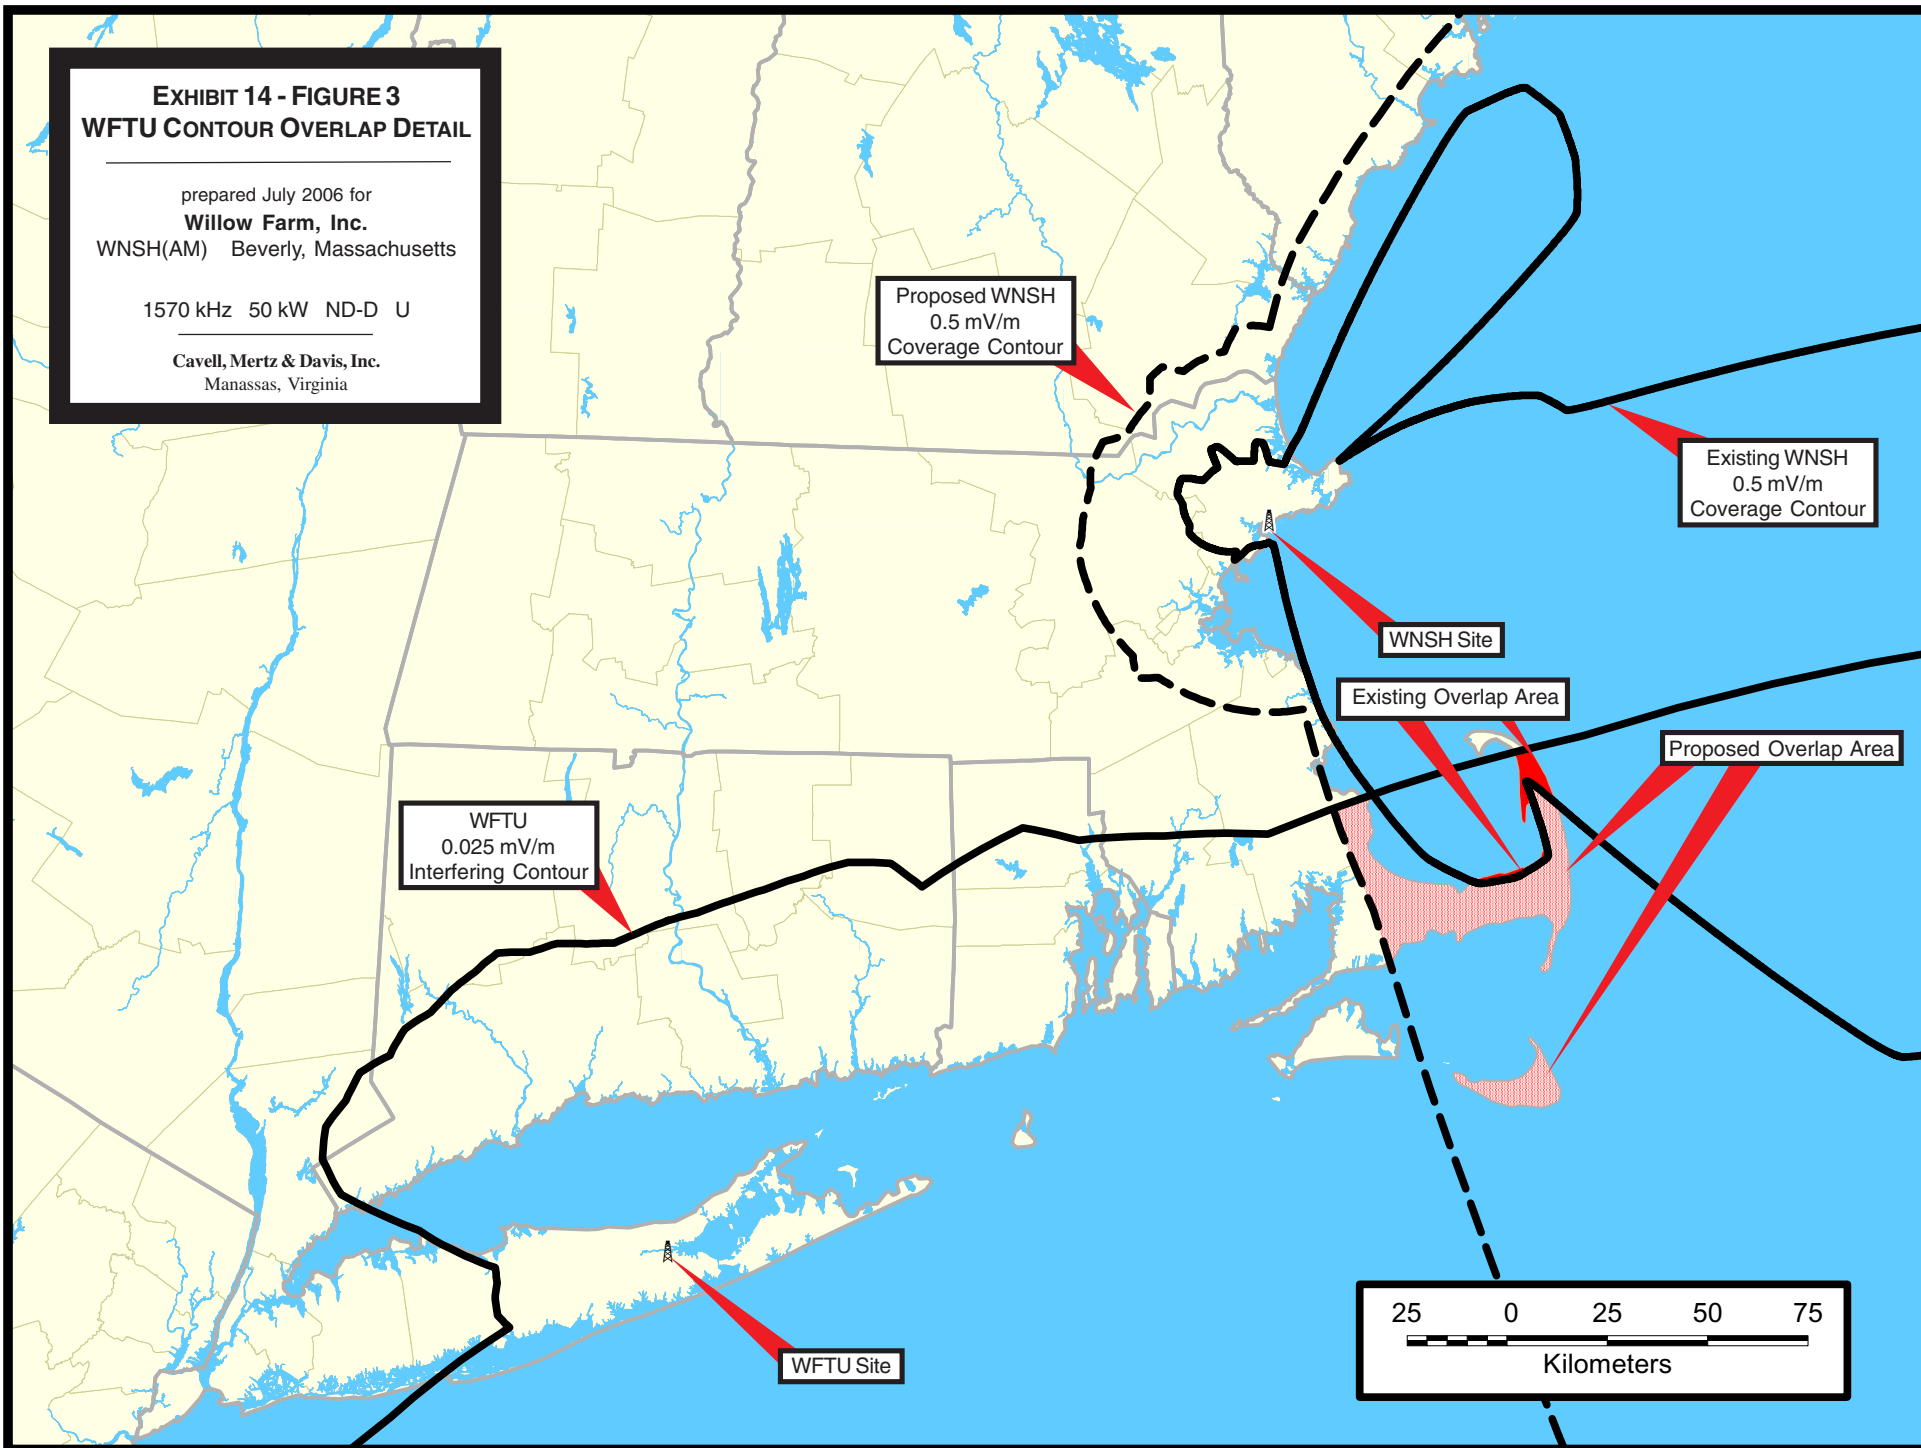 EXHIBIT 14 - FIGURE 3
WFTU CONTOUR OVERLAP DETAIL
prepared July 2006 for
Willow Farm, Inc.
WNSH(AM) Beverly, Massachusetts
1570 kHz 50 kW ND-D U
Cavell, Mertz & Davis, Inc.
Manassas, Virginia
Proposed WNSH
0.5 mV/m
Coverage Contour
Existing WNSH
0.5 mV/m
Coverage Contour
WNSH Site
Existing Overlap Area
Proposed Overlap Area
WFTU
0.025 mV/m
Interfering Contour
WFTU Site
25 0 25 50 75
Kilometers